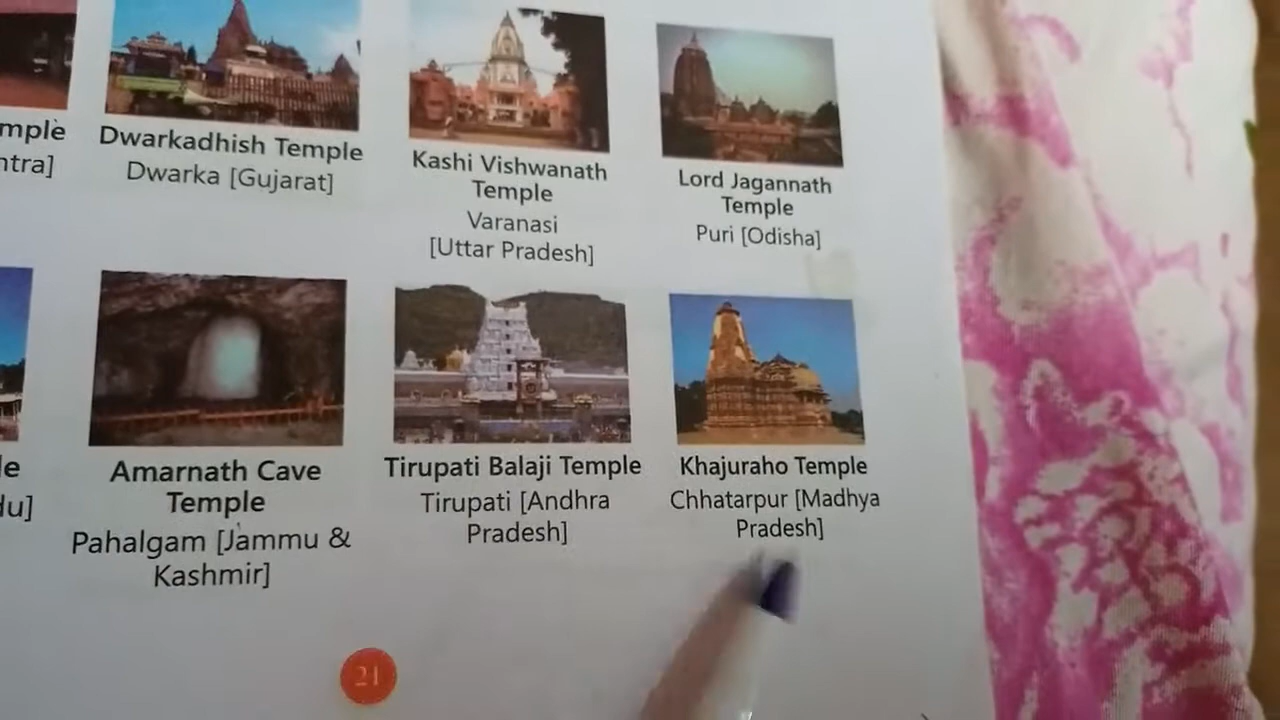 mple
ntra]
Dwarkadhish Temple
Dwarka [Gujarat]
Kashi Vishwanath
Temple
Varanasi
[Uttar Pradesh]
Lord Jagannath
Temple
Puri [Odisha]
le
du]
Amarnath Cave
Temple
Pahalgam [Jammu &
Kashmir]
Tirupati Balaji Temple
Tirupati [Andhra
Pradesh]
Khajuraho Temple
Chhatarpur [Madhya
Pradesh]
21